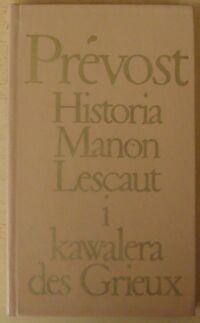 Prévost
Historia
Manon
Lescaut
i
kawalera
des Grieux